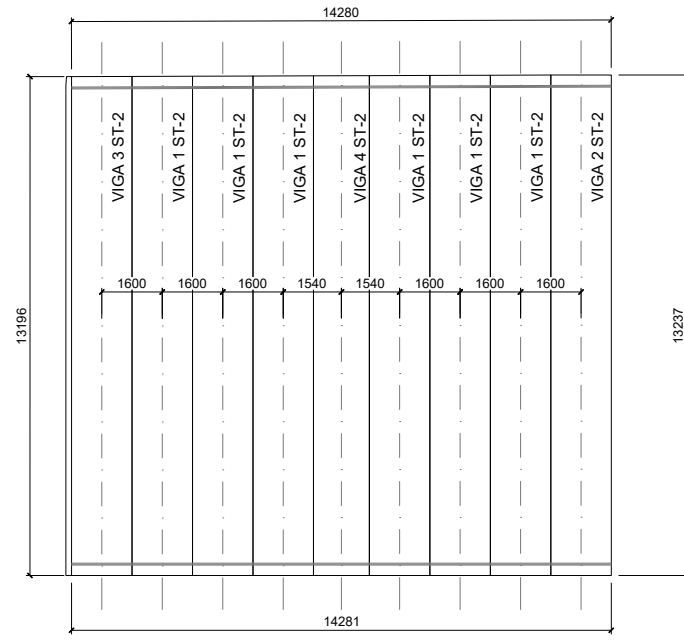 14280
VIGA 3 ST-2
VIGA 1 ST-2
VIGA 1 ST-2
VIGA 1 ST-2
VIGA 4 ST-2
VIGA 1 ST-2
VIGA 1 ST-2
VIGA 1 ST-2
VIGA 2 ST-2
1600
1600
1600
1540
1540
1600
1600
1600
13196
13237
14281